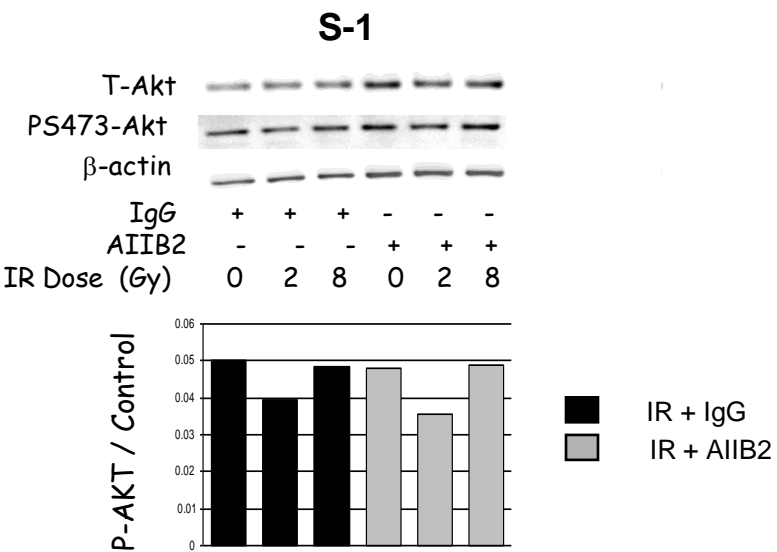 S-1
T-Akt
PS473-Akt
β-actin
IgG + + + - - -
AIIB2 - - - + + +
IR Dose (Gy) 0 2 8 0 2 8
P-AKT / Control
0.06
0.05
0.04
0.03
0.02
0.01
0
IR + IgG
IR + AIIB2